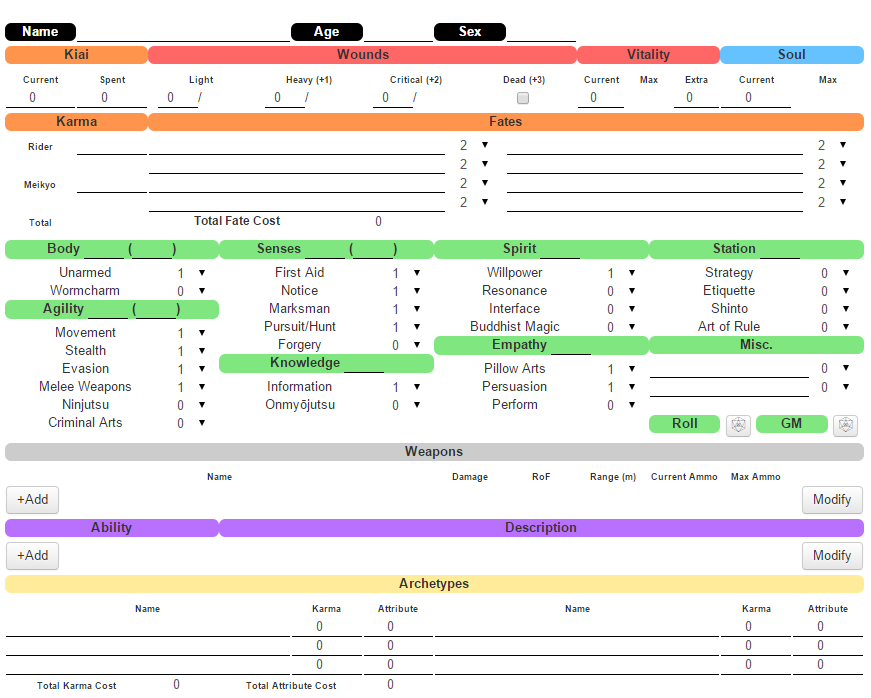 Name Age Sex
Kiai Wounds Vitality Soul
Current Spent Light Heavy (+1) Critical (+2) Dead (+3) Current Max Extra Current Max
0 0 0 / 0 / 0 / 0 0 0
Karma Fates
Rider 2 ▼ 2 ▼
2 ▼ 2 ▼
Meikyo 2 ▼ 2 ▼
2 ▼ 2 ▼
Total Total Fate Cost 0
Body ( ) Senses ( ) Spirit Station
Unarmed 1 ▼ First Aid 1 ▼ Willpower 1 ▼ Strategy 0 ▼
Wormcharm 0 ▼ Notice 1 ▼ Resonance 0 ▼ Etiquette 0 ▼
Agility ( ) Marksman 1 ▼ Interface 0 ▼ Shinto 0 ▼
Movement 1 ▼ Pursuit/Hunt 1 ▼ Buddhist Magic 0 ▼ Art of Rule 0 ▼
Stealth 1 ▼ Forgery 0 ▼ Empathy Misc.
Evasion 1 ▼ Knowledge Pillow Arts 1 ▼ 0 ▼
Melee Weapons 1 ▼ Information 1 ▼ Persuasion 1 ▼ 0 ▼
Ninjutsu 0 ▼ Onmyōjutsu 0 ▼ Perform 0 ▼
Criminal Arts 0 ▼ Roll GM
Weapons
Name Damage RoF Range (m) Current Ammo Max Ammo
+Add Modify
Ability Description
+Add Modify
Archetypes
Name Karma Attribute Name Karma Attribute
0 0 0 0
0 0 0 0
0 0 0 0
Total Karma Cost 0 Total Attribute Cost 0